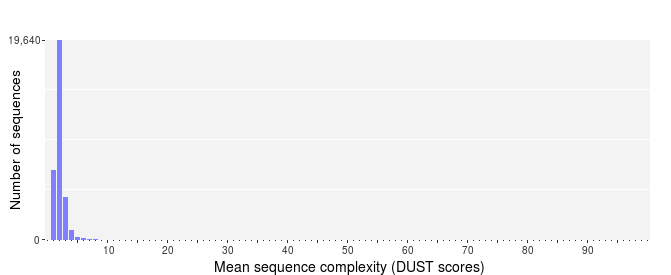 19,640
Number of sequences
0
10 20 30 40 50 60 70 80 90
Mean sequence complexity (DUST scores)